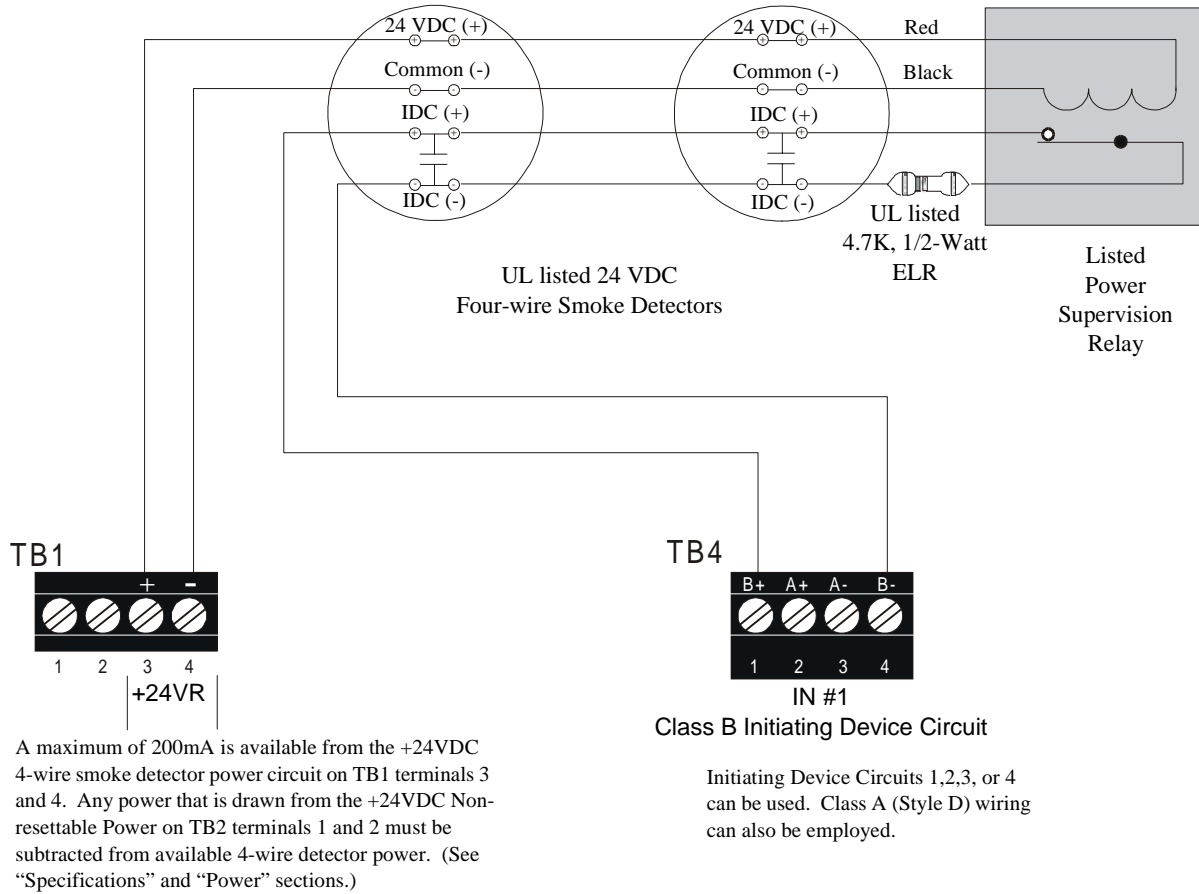 24 VDC (+)
24 VDC (+)
Red
Common (-)
Common (-)
Black
IDC (+)
IDC (+)
IDC (-)
IDC (-)
UL listed
4.7K, 1/2-Watt
ELR
Listed
Power
Supervision
Relay
UL listed 24 VDC
Four-wire Smoke Detectors
TB1
+ -
1 2 3 4
+24VR
TB4
B+ A+ A- B-
1 2 3 4
IN #1
Class B Initiating Device Circuit
A maximum of 200mA is available from the +24VDC
4-wire smoke detector power circuit on TB1 terminals 3
and 4. Any power that is drawn from the +24VDC Non-
resettable Power on TB2 terminals 1 and 2 must be
subtracted from available 4-wire detector power. (See
“Specifications” and “Power” sections.)
Initiating Device Circuits 1,2,3, or 4
can be used. Class A (Style D) wiring
can also be employed.